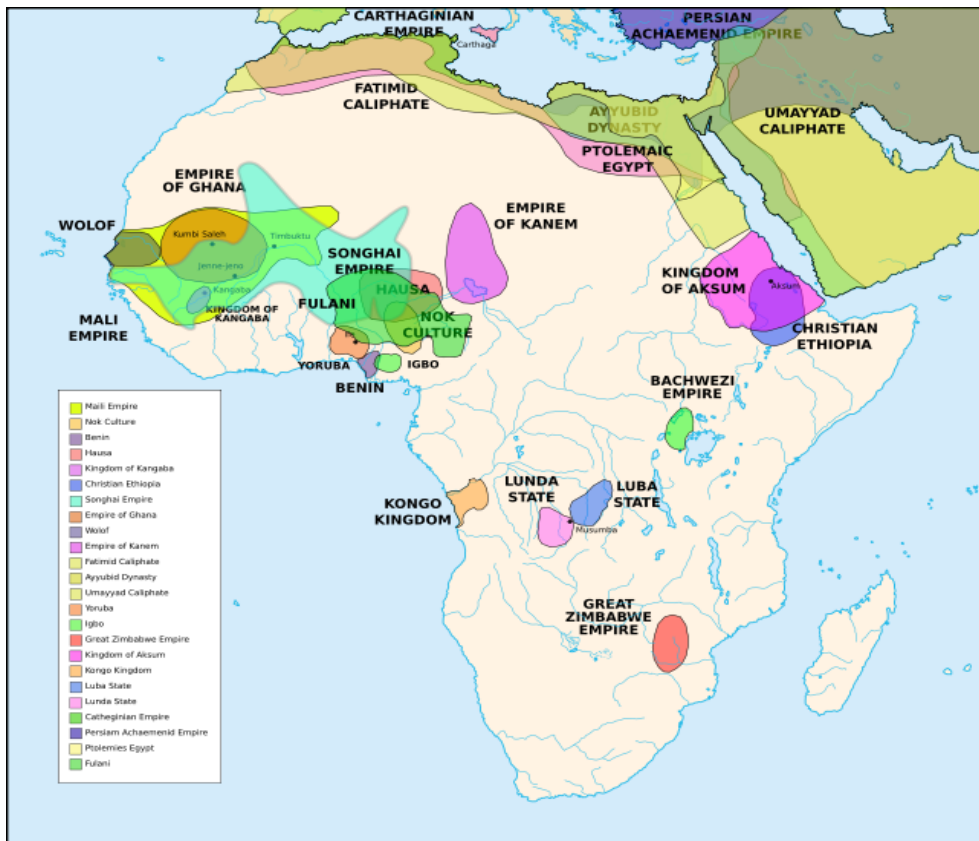 CARTHAGINIAN
EMPIRE
Carthage
PERSIAN
ACHAEMENID EMPIRE
FATIMID
CALIPHATE
AYYUBID
DYNASTY
UMAYYAD
CALIPHATE
PTOLEMAIC
EGYPT
EMPIRE
OF GHANA
WOLOF
Kumbi Saleh
Timbuktu
EMPIRE
OF KANEM
Jenne-jeno
SONGHAI
EMPIRE
KINGDOM
OF AKSUM
Aksum
Kangaba
HAUSA
FULANI
KINGDOM OF
KANGABA
NOK
CULTURE
MALI
EMPIRE
CHRISTIAN
ETHIOPIA
YORUBA
IGBO
BENIN
BACHWEZI
EMPIRE
Maili Empire
Nok Culture
Benin
Hausa
Kingdom of Kangaba
Christian Ethiopia
Songhai Empire
Empire of Ghana
Wolof
Empire of Kanem
Fatimid Caliphate
Ayyubid Dynasty
Umayyad Caliphate
Yoruba
Igbo
Great Zimbabwe Empire
Kingdom of Aksum
Kongo Kingdom
Luba State
Lunda State
Catheginian Empire
Persiam Achaemenid Empire
Ptolemies Egypt
Fulani
LUNDA
STATE
LUBA
STATE
KONGO
KINGDOM
Musumba
GREAT
ZIMBABWE
EMPIRE